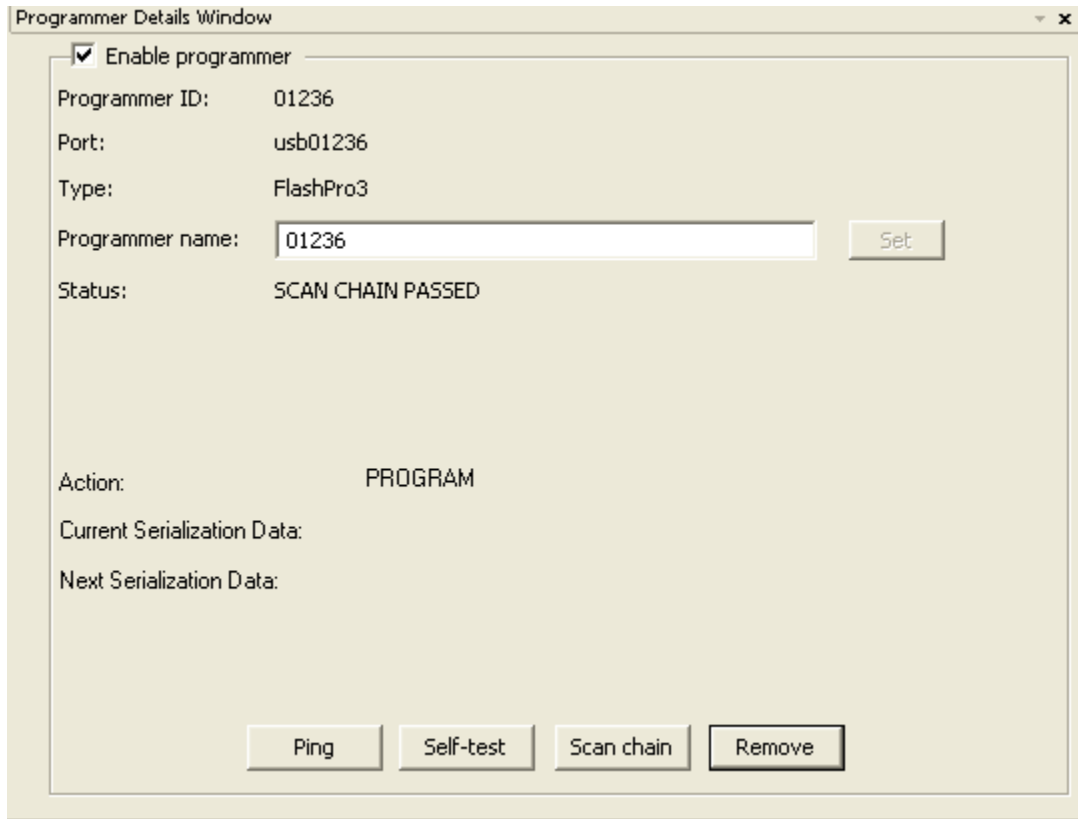 Programmer Details Window
Enable programmer
Programmer ID: 01236
Port: usb01236
Type: FlashPro3
Programmer name: 01236 Set
Status: SCAN CHAIN PASSED
Action: PROGRAM
Current Serialization Data:
Next Serialization Data:
Ping Self-test Scan chain Remove